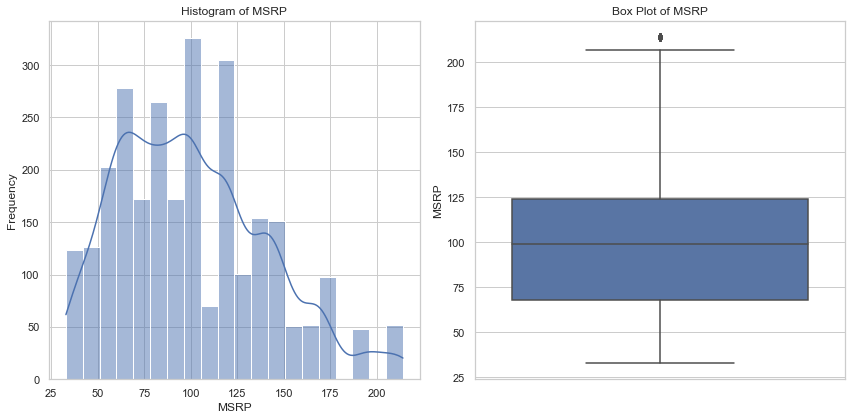 Histogram of MSRP
Frequency
300
250
200
150
100
50
0
25 50 75 100 125 150 175 200
MSRP
Box Plot of MSRP
MSRP
200
175
150
125
100
75
50
25